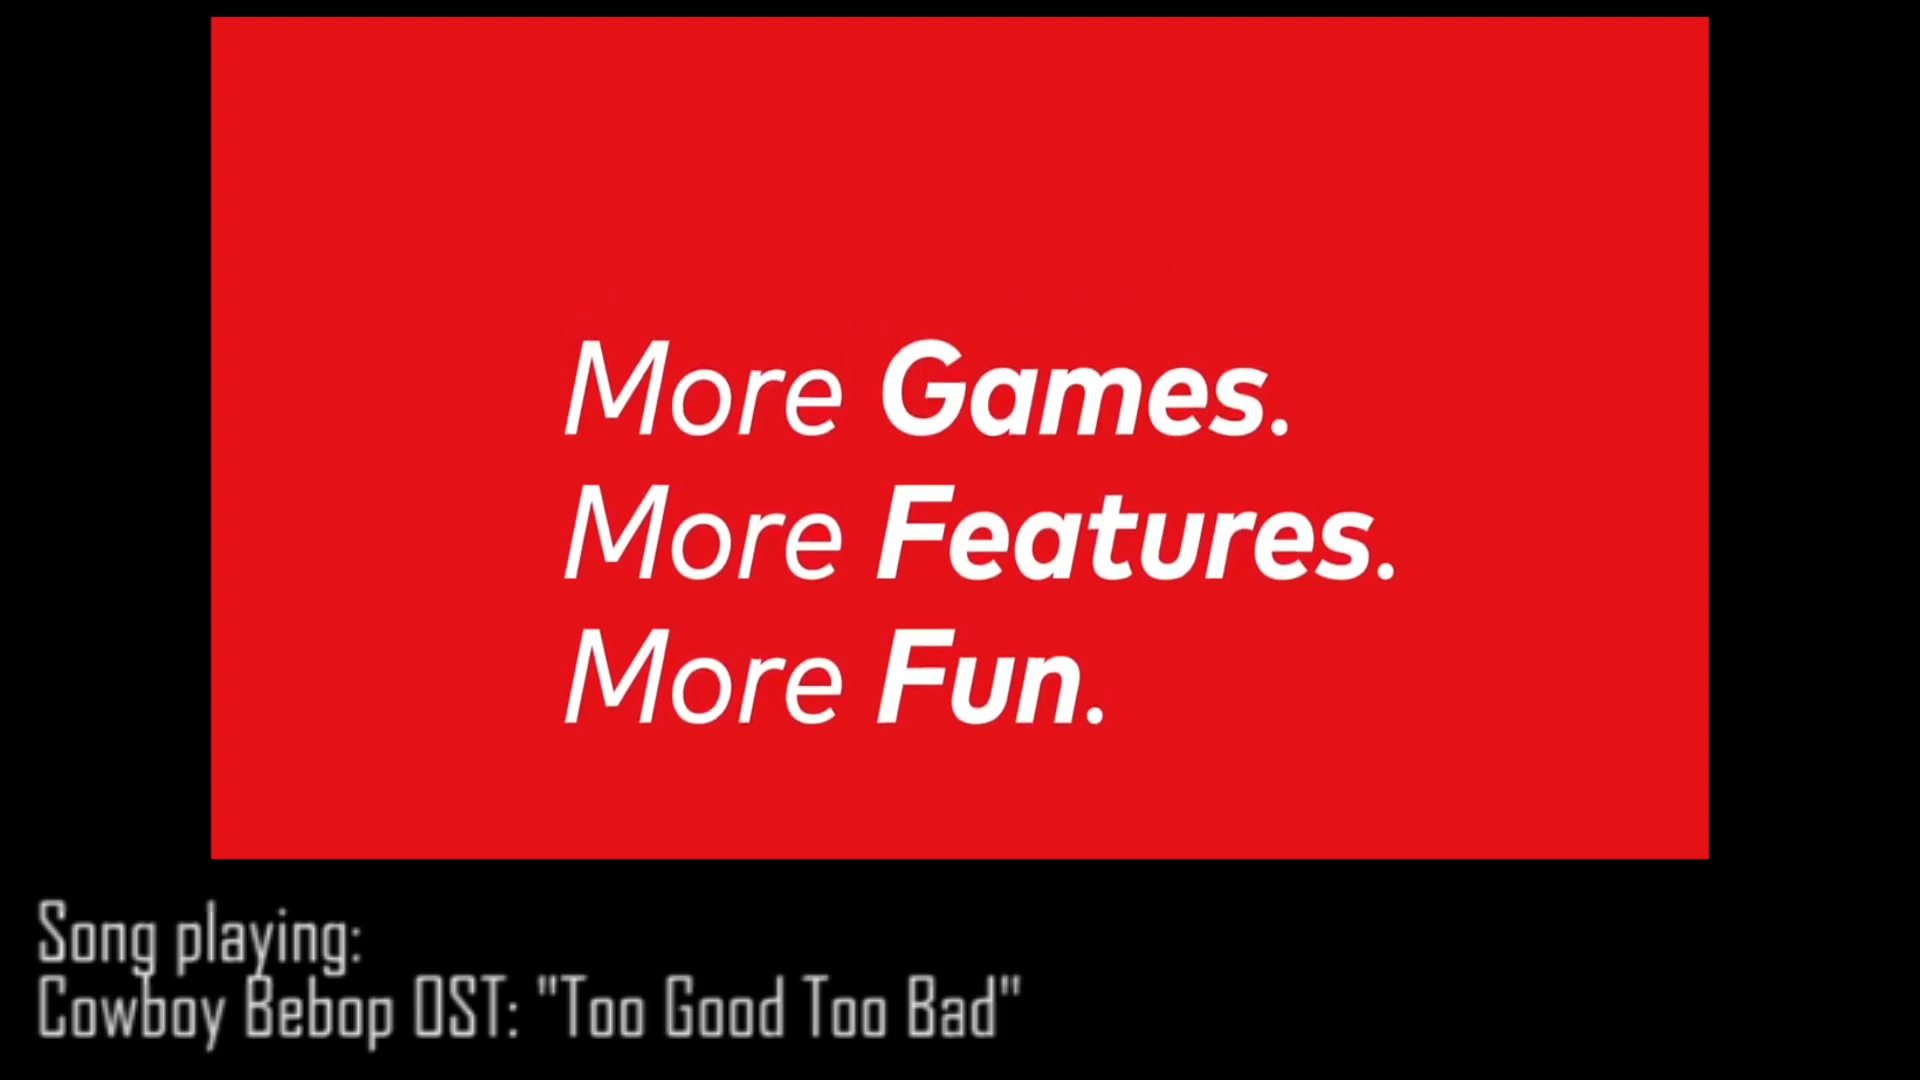 More Games.
More Features.
More Fun.
Song playing:
Cowboy Bebop OST: "Too Good Too Bad"